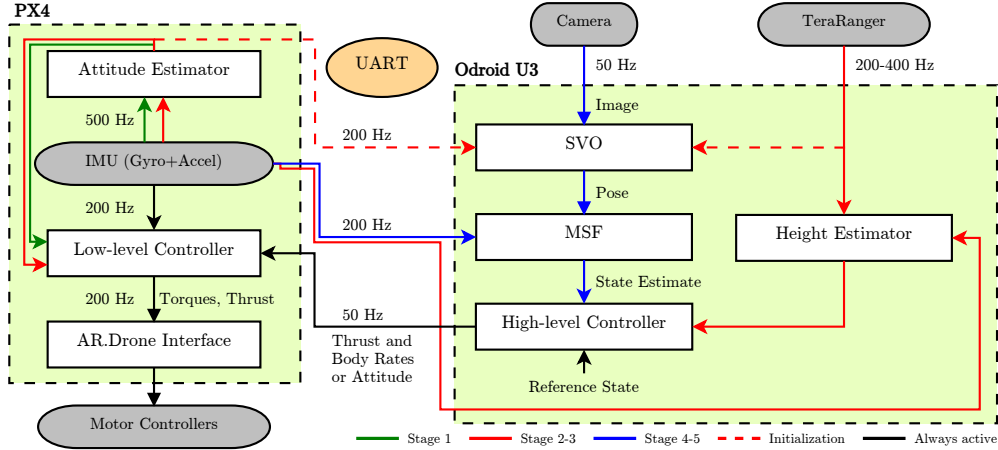 PX4
Camera
TeraRanger
Attitude Estimator
UART
50 Hz
200-400 Hz
Odroid U3
Image
500 Hz
200 Hz
SVO
IMU (Gyro+Accel)
Pose
200 Hz
200 Hz
MSF
Height Estimator
Low-level Controller
State Estimate
200 Hz
Torques, Thrust
50 Hz
High-level Controller
AR.Drone Interface
Thrust and
Body Rates
or Attitude
Reference State
Motor Controllers
Stage 1
Stage 2-3
Stage 4-5
Initialization
Always active